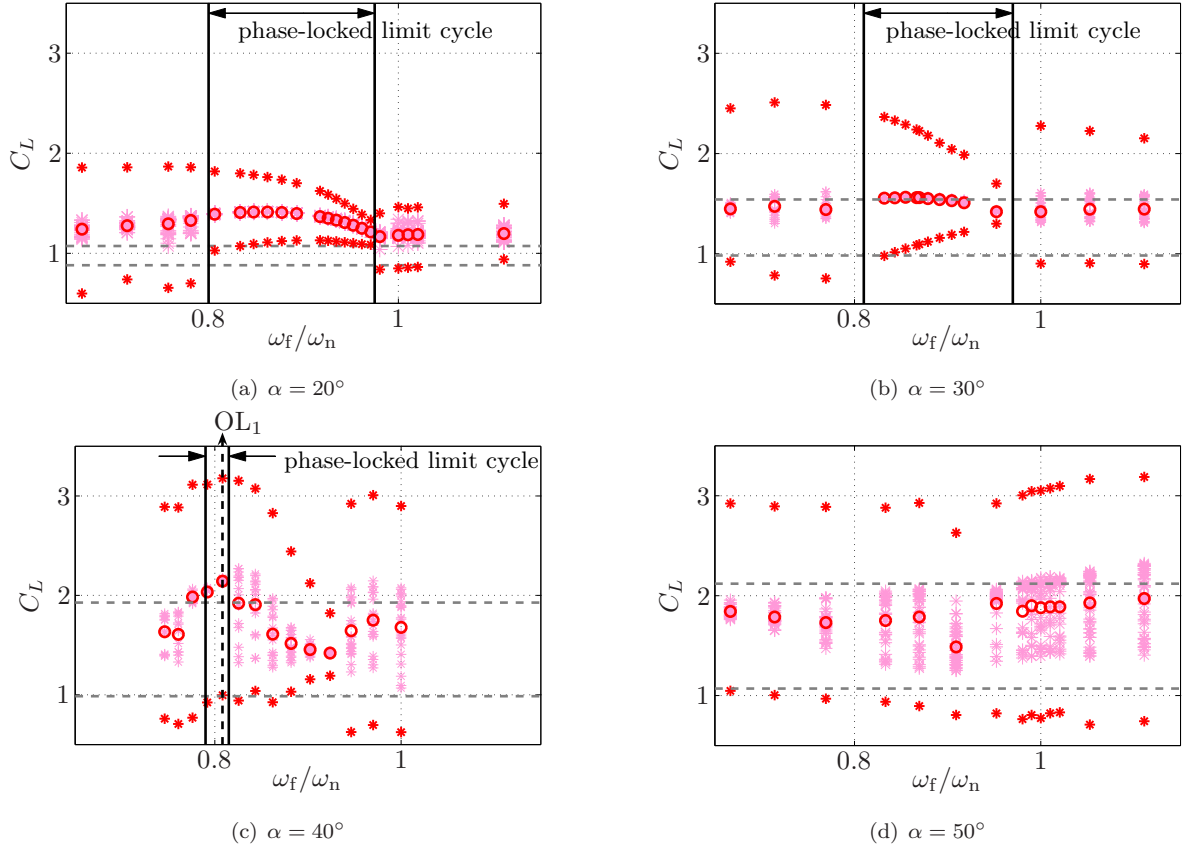 phase-locked limit cycle
3
2
1
C_L
0.8
1
ω_f/ω_n
(a) α = 20°
phase-locked limit cycle
3
2
1
C_L
0.8
1
ω_f/ω_n
(b) α = 30°
OL₁
phase-locked limit cycle
3
2
1
C_L
0.8
1
ω_f/ω_n
(c) α = 40°
3
2
1
C_L
0.8
1
ω_f/ω_n
(d) α = 50°